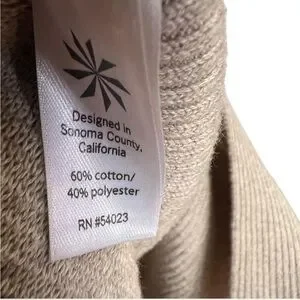 Designed in
Sonoma County,
California
60% cotton/
40% polyester
RN #54023